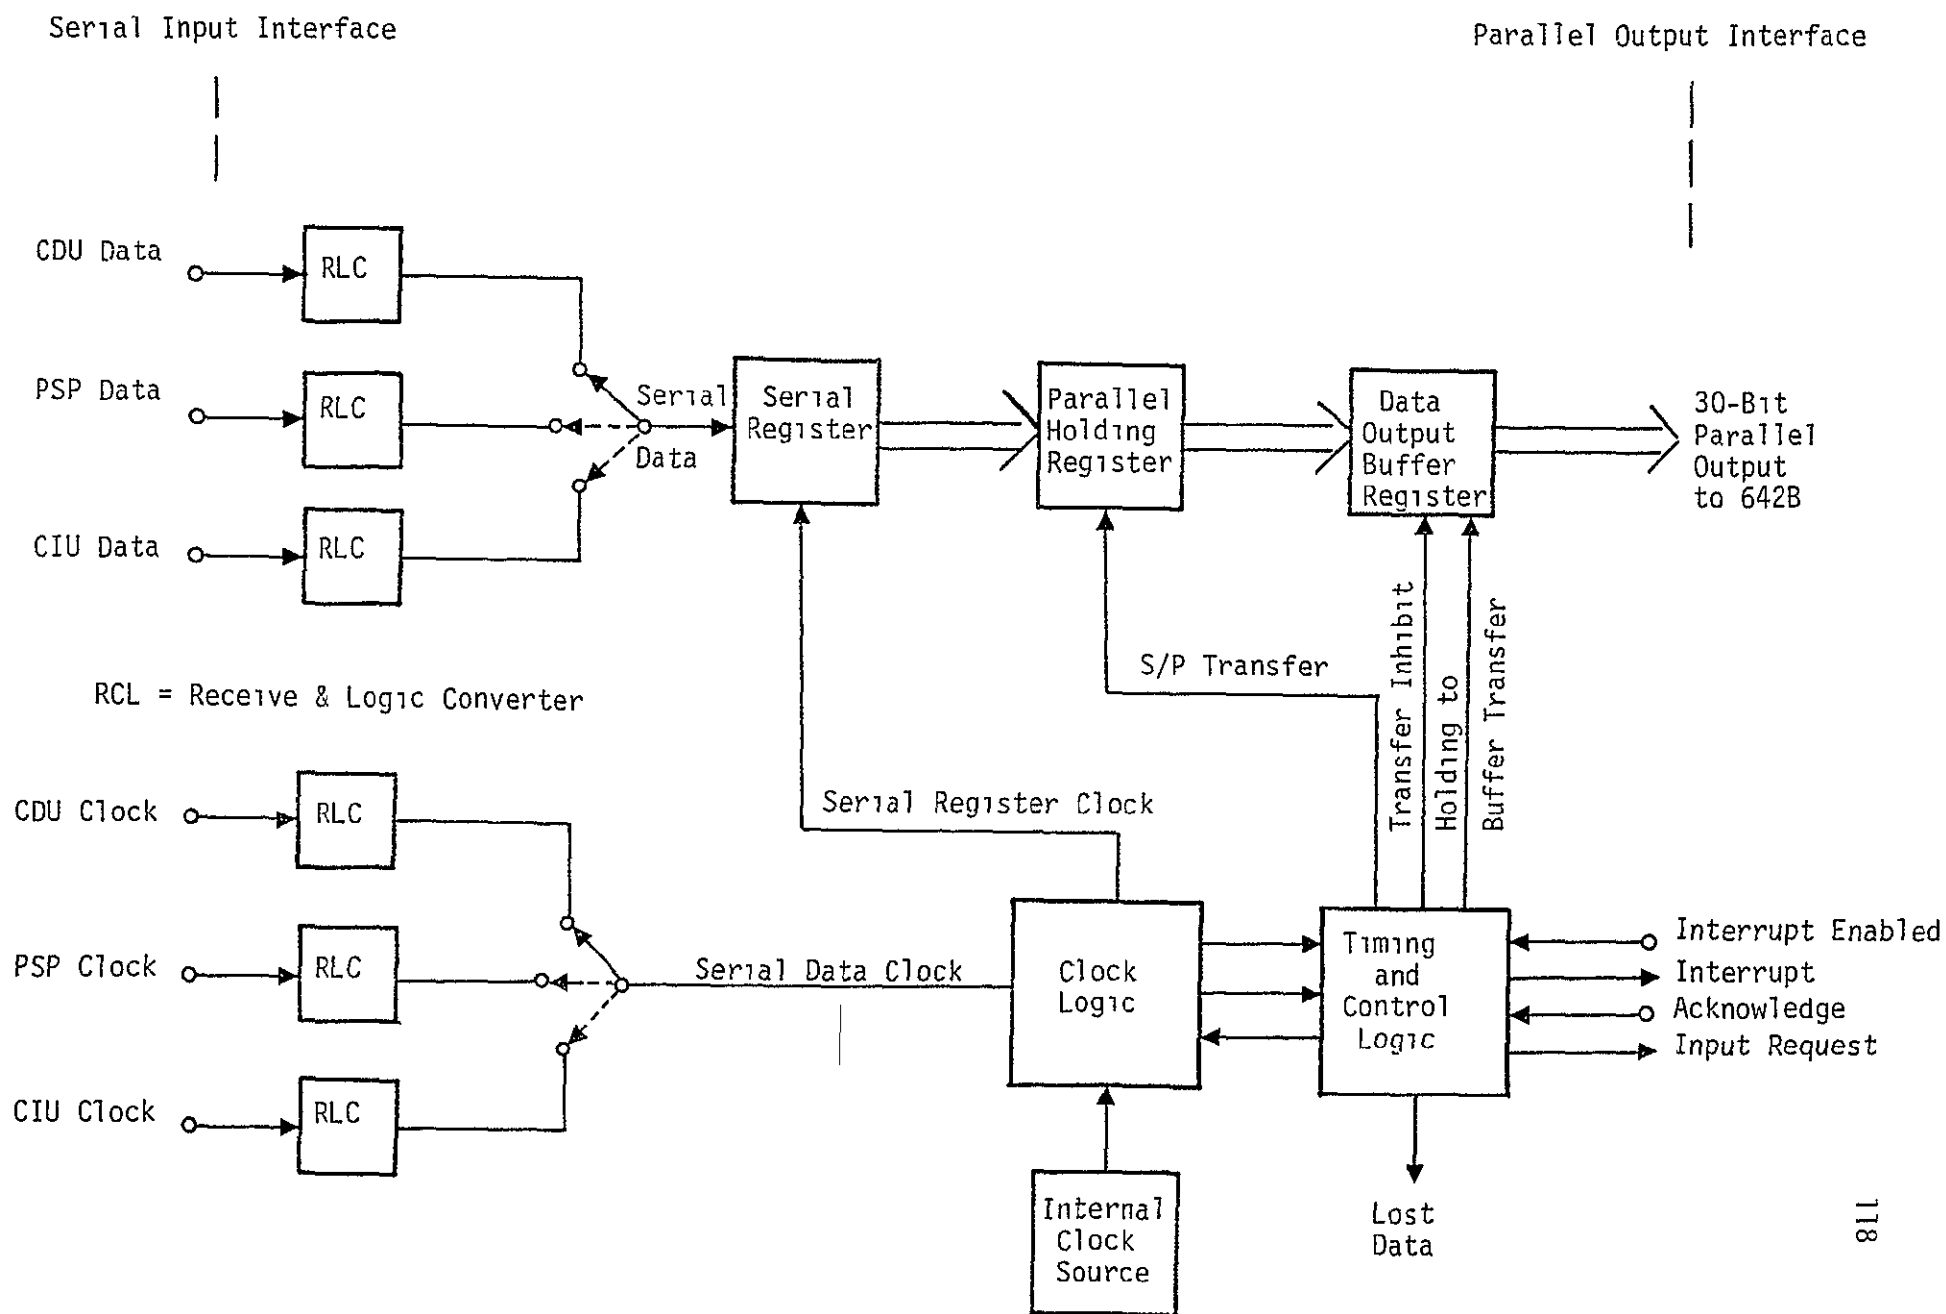 Serial Input Interface
Parallel Output Interface
CDU Data
RLC
PSP Data
RLC
CIU Data
RLC
Serial
Data
Serial
Register
Parallel
Holding
Register
Data
Output
Buffer
Register
30-Bit
Parallel
Output
to 642B
S/P Transfer
Transfer Inhibit
Holding to
Buffer Transfer
RCL = Receive & Logic Converter
Serial Register Clock
CDU Clock
RLC
PSP Clock
RLC
CIU Clock
RLC
Serial Data Clock
Clock
Logic
Timing
and
Control
Logic
Interrupt Enabled
Interrupt
Acknowledge
Input Request
Internal
Clock
Source
Lost
Data
118